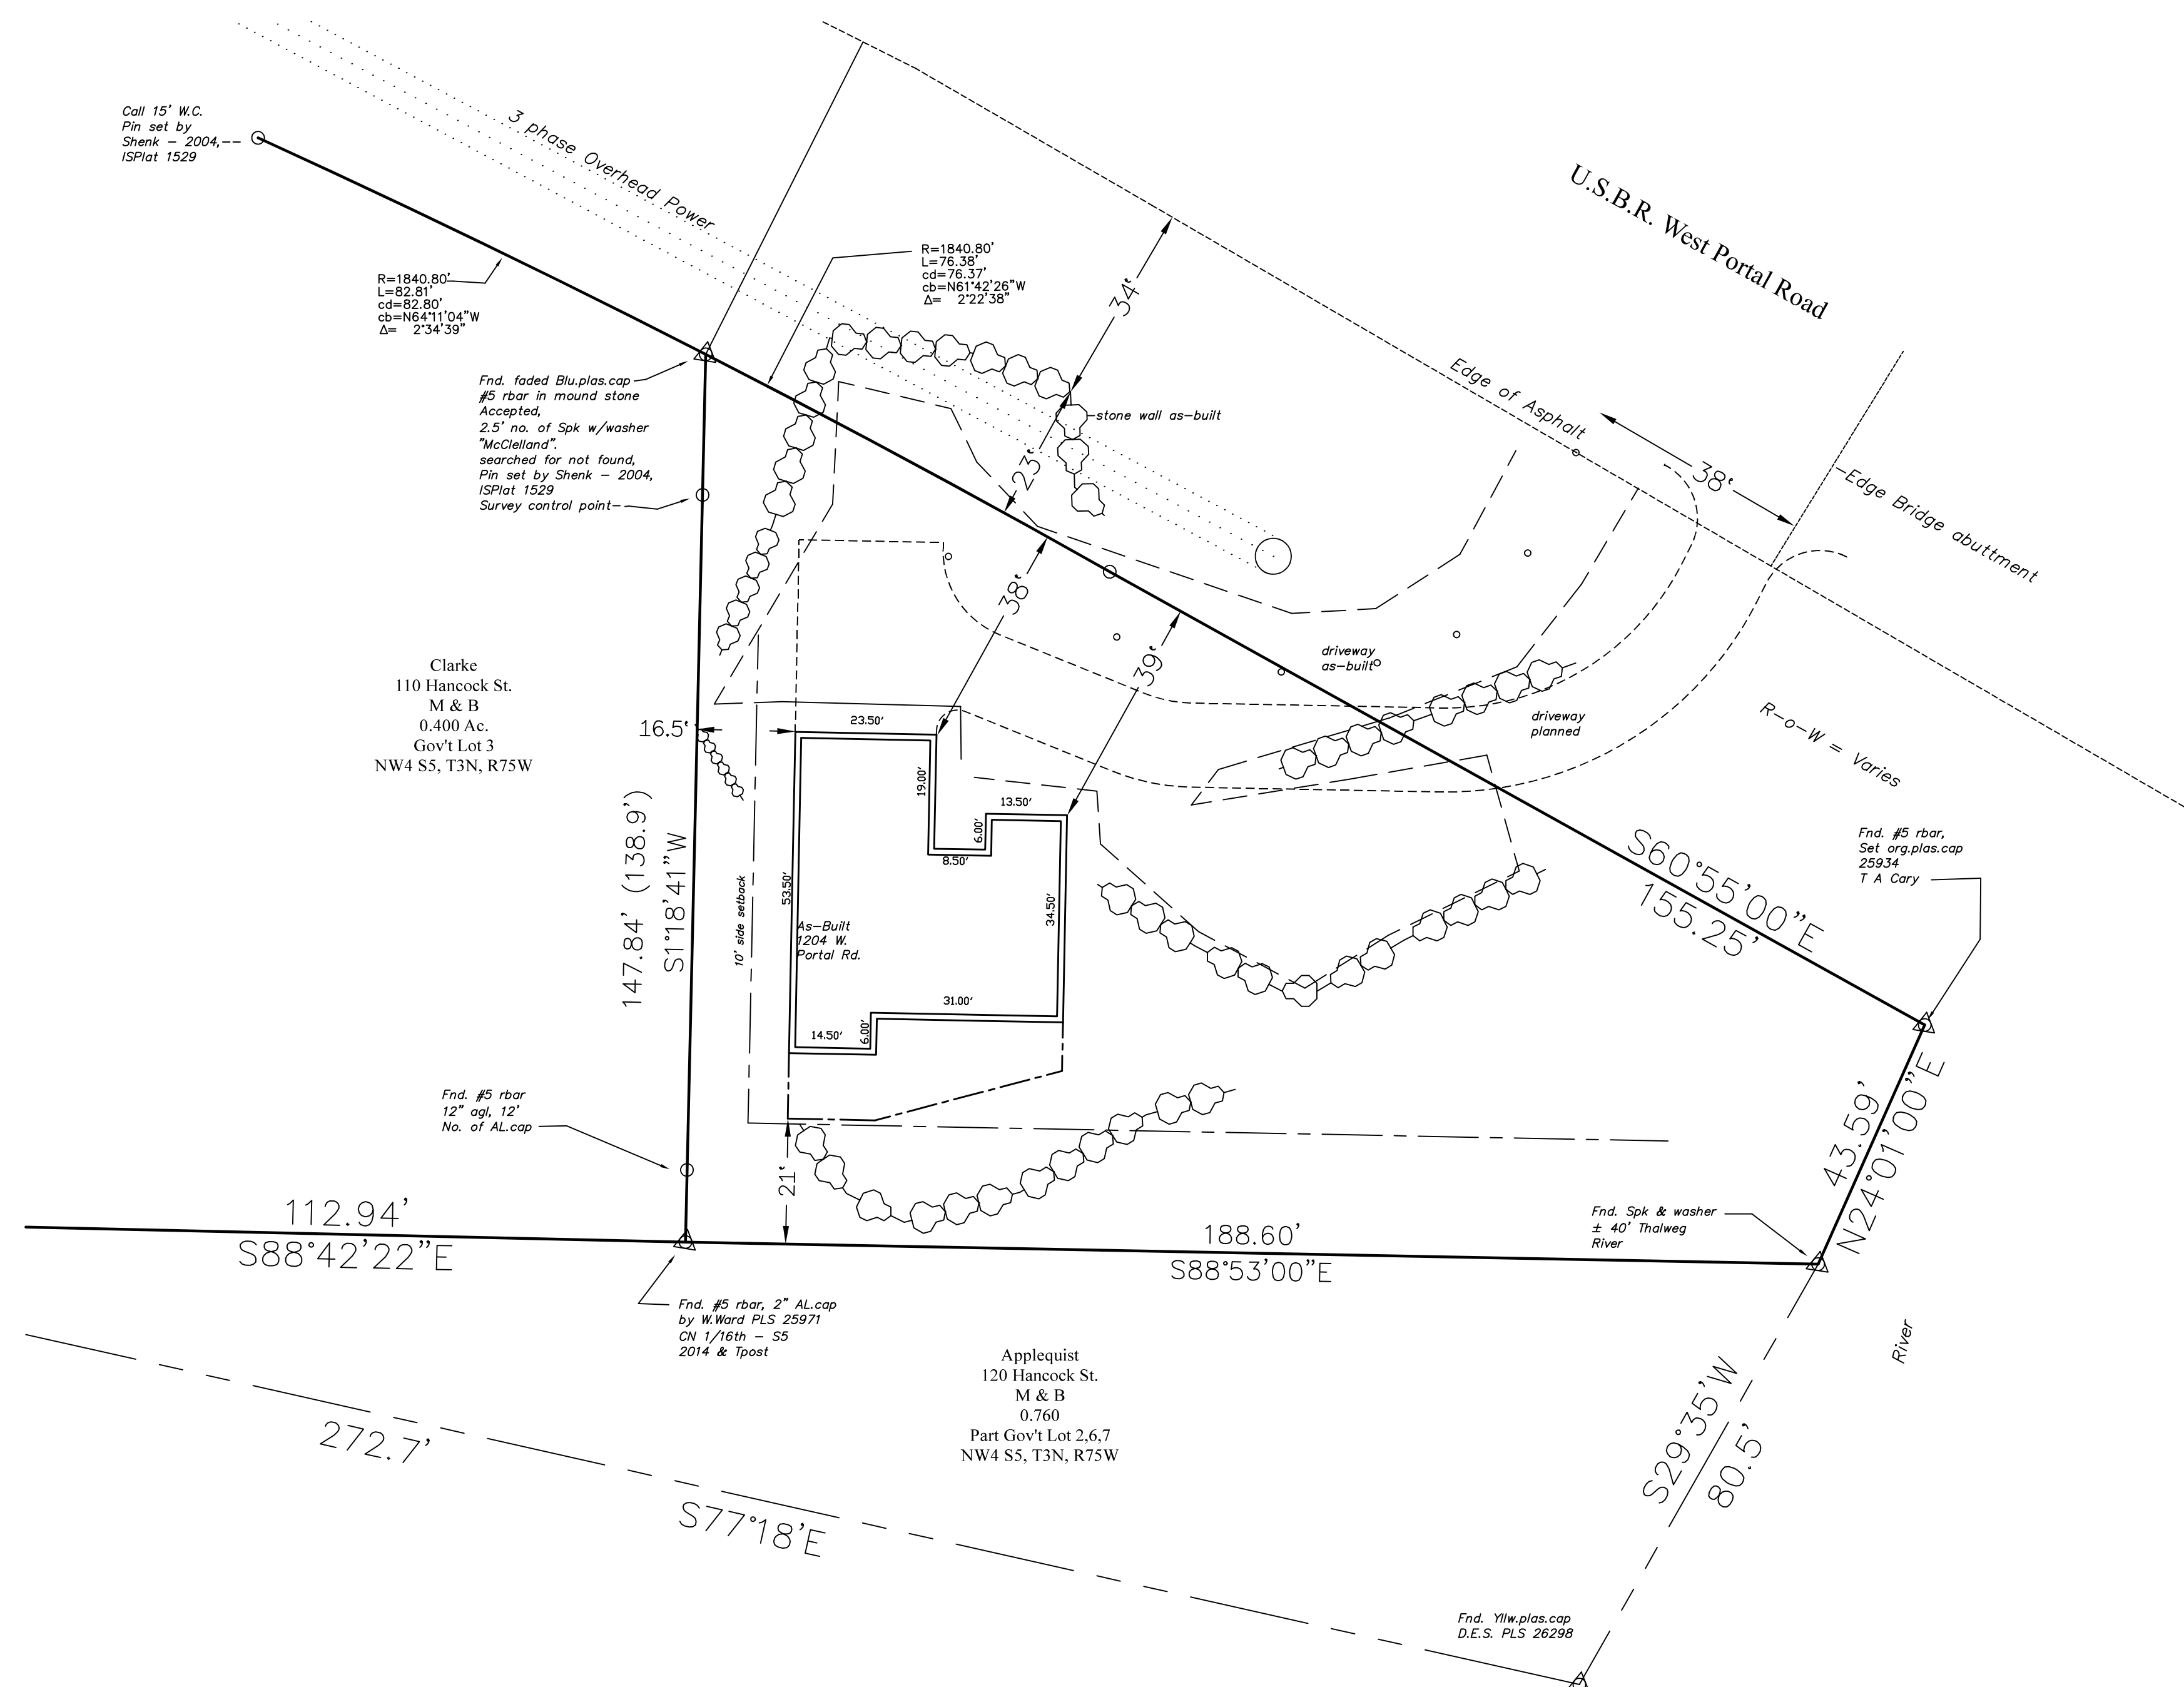 Call 15' W.C.
Pin set by
Shenk - 2004,--
ISPlat 1529
3 phase Overhead Power
U.S.B.R. West Portal Road
R=1840.80'
L=82.81'
cd=82.80'
cb=N64°11'04"W
Δ= 2°34'39"
R=1840.80'
L=76.38'
cd=76.37'
cb=N61°42'26"W
Δ= 2°22'38"
34'
23'
38'
39'
38'
stone wall as-built
Edge of Asphalt
Edge Bridge abuttment
Fnd. faded Blu.plas.cap
#5 rbar in mound stone
Accepted,
2.5' no. of Spk w/washer
"McClelland".
searched for not found,
Pin set by Shenk - 2004,
ISPlat 1529
Survey control point-
driveway
as-built
driveway
planned
R-o-W = Varies
Clarke
110 Hancock St.
M & B
0.400 Ac.
Gov't Lot 3
NW4 S5, T3N, R75W
16.5'
23.50'
19.00'
13.50'
6.00'
8.50'
53.50'
34.50'
As-Built
1204 W.
Portal Rd.
31.00'
14.50'
6.00'
10' side setback
147.84' (138.9')
S1°18'41"W
S60°55'00"E
155.25'
Fnd. #5 rbar,
Set org.plas.cap
25934
T A Cary
43.59'
N24°01'00"E
Fnd. #5 rbar
12" agl, 12'
No. of AL.cap
21'
112.94'
S88°42'22"E
188.60'
S88°53'00"E
Fnd. Spk & washer
± 40' Thalweg
River
Fnd. #5 rbar, 2" AL.cap
by W.Ward PLS 25971
CN 1/16th - S5
2014 & Tpost
Applequist
120 Hancock St.
M & B
0.760
Part Gov't Lot 2,6,7
NW4 S5, T3N, R75W
River
S29°35'W
80.5'
272.7'
S77°18'E
Fnd. Yllw.plas.cap
D.E.S. PLS 26298